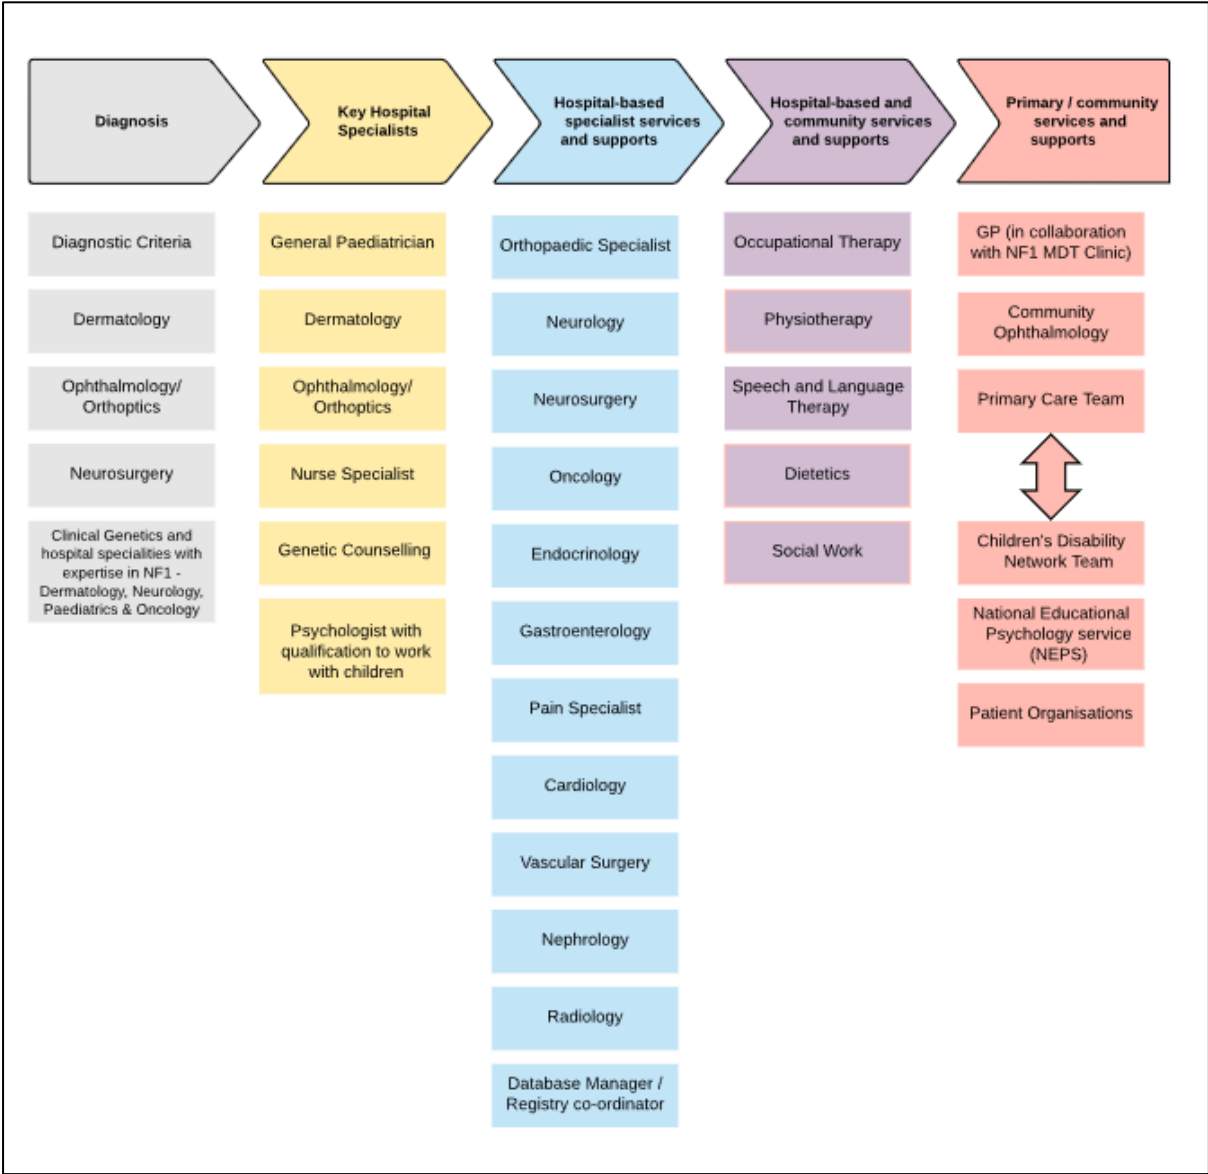 Diagnosis
Key Hospital
Specialists
Hospital-based
specialist services
and supports
Hospital-based and
community services
and supports
Primary / community
services and
supports
Diagnostic Criteria
Dermatology
Ophthalmology/
Orthoptics
Neurosurgery
Clinical Genetics and
hospital specialities with
expertise in NF1 -
Dermatology, Neurology,
Paediatrics & Oncology
General Paediatrician
Dermatology
Ophthalmology/
Orthoptics
Nurse Specialist
Genetic Counselling
Psychologist with
qualification to work
with children
Orthopaedic Specialist
Neurology
Neurosurgery
Oncology
Endocrinology
Gastroenterology
Pain Specialist
Cardiology
Vascular Surgery
Nephrology
Radiology
Database Manager /
Registry co-ordinator
Occupational Therapy
Physiotherapy
Speech and Language
Therapy
Dietetics
Social Work
GP (in collaboration
with NF1 MDT Clinic)
Community
Ophthalmology
Primary Care Team
Children's Disability
Network Team
National Educational
Psychology service
(NEPS)
Patient Organisations